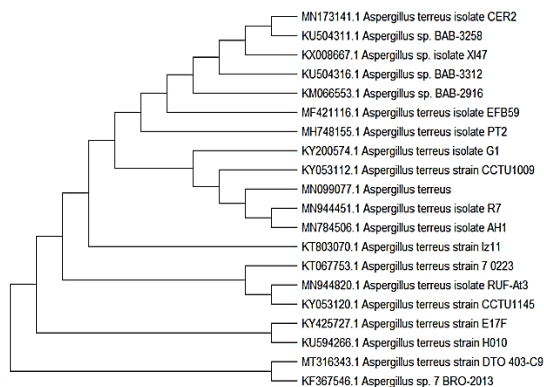 MN173141.1 Aspergillus terreus isolate CER2
KU504311.1 Aspergillus sp. BAB-3258
KX008667.1 Aspergillus sp. isolate XI47
KU504316.1 Aspergillus sp. BAB-3312
KM066553.1 Aspergillus sp. BAB-2916
MF421116.1 Aspergillus terreus isolate EFB59
MH748155.1 Aspergillus terreus isolate PT2
KY200574.1 Aspergillus terreus isolate G1
KY053112.1 Aspergillus terreus strain CCTU1009
MN099077.1 Aspergillus terreus
MN944451.1 Aspergillus terreus isolate R7
MN784506.1 Aspergillus terreus isolate AH1
KT803070.1 Aspergillus terreus strain Iz11
KT067753.1 Aspergillus terreus strain 7 0223
MN944820.1 Aspergillus terreus isolate RUF-At3
KY053120.1 Aspergillus terreus strain CCTU1145
KY425727.1 Aspergillus terreus strain E17F
KU594266.1 Aspergillus terreus strain H010
MT316343.1 Aspergillus terreus strain DTO 403-C9
KF367546.1 Aspergillus sp. 7 BRO-2013